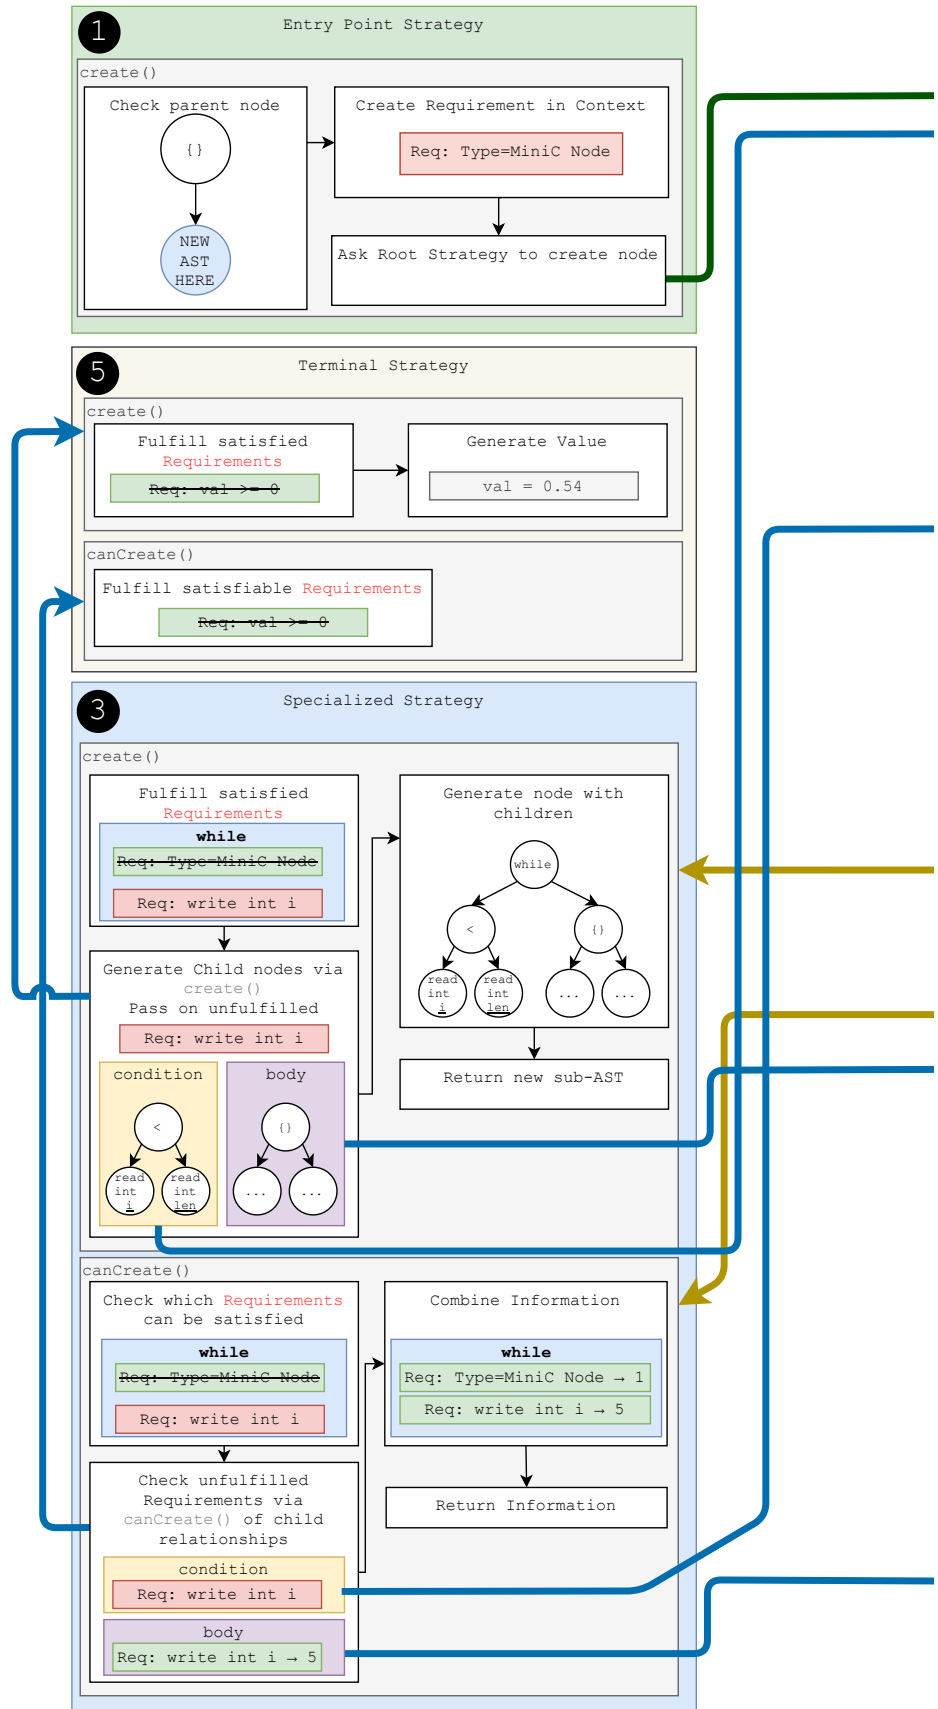 1
Entry Point Strategy
create()
Check parent node
{}
NEW
AST
HERE
Create Requirement in Context
Req: Type=MiniC Node
Ask Root Strategy to create node
5
Terminal Strategy
create()
Fulfill satisfied
Requirements
Req: val >= 0
Generate Value
val = 0.54
canCreate()
Fulfill satisfiable Requirements
Req: val >= 0
3
Specialized Strategy
create()
Fulfill satisfied
Requirements
while
Req: Type=MiniC Node
Req: write int i
Generate Child nodes via
create()
Pass on unfulfilled
Req: write int i
condition
<
read
int
i
read
int
len
body
{}
...
...
Generate node with
children
while
<
{}
read
int
i
read
int
len
...
...
Return new sub-AST
canCreate()
Check which Requirements
can be satisfied
while
Req: Type=MiniC Node
Req: write int i
Check unfulfilled
Requirements via
canCreate() of child
relationships
condition
Req: write int i
body
Req: write int i → 5
Combine Information
while
Req: Type=MiniC Node → 1
Req: write int i → 5
Return Information